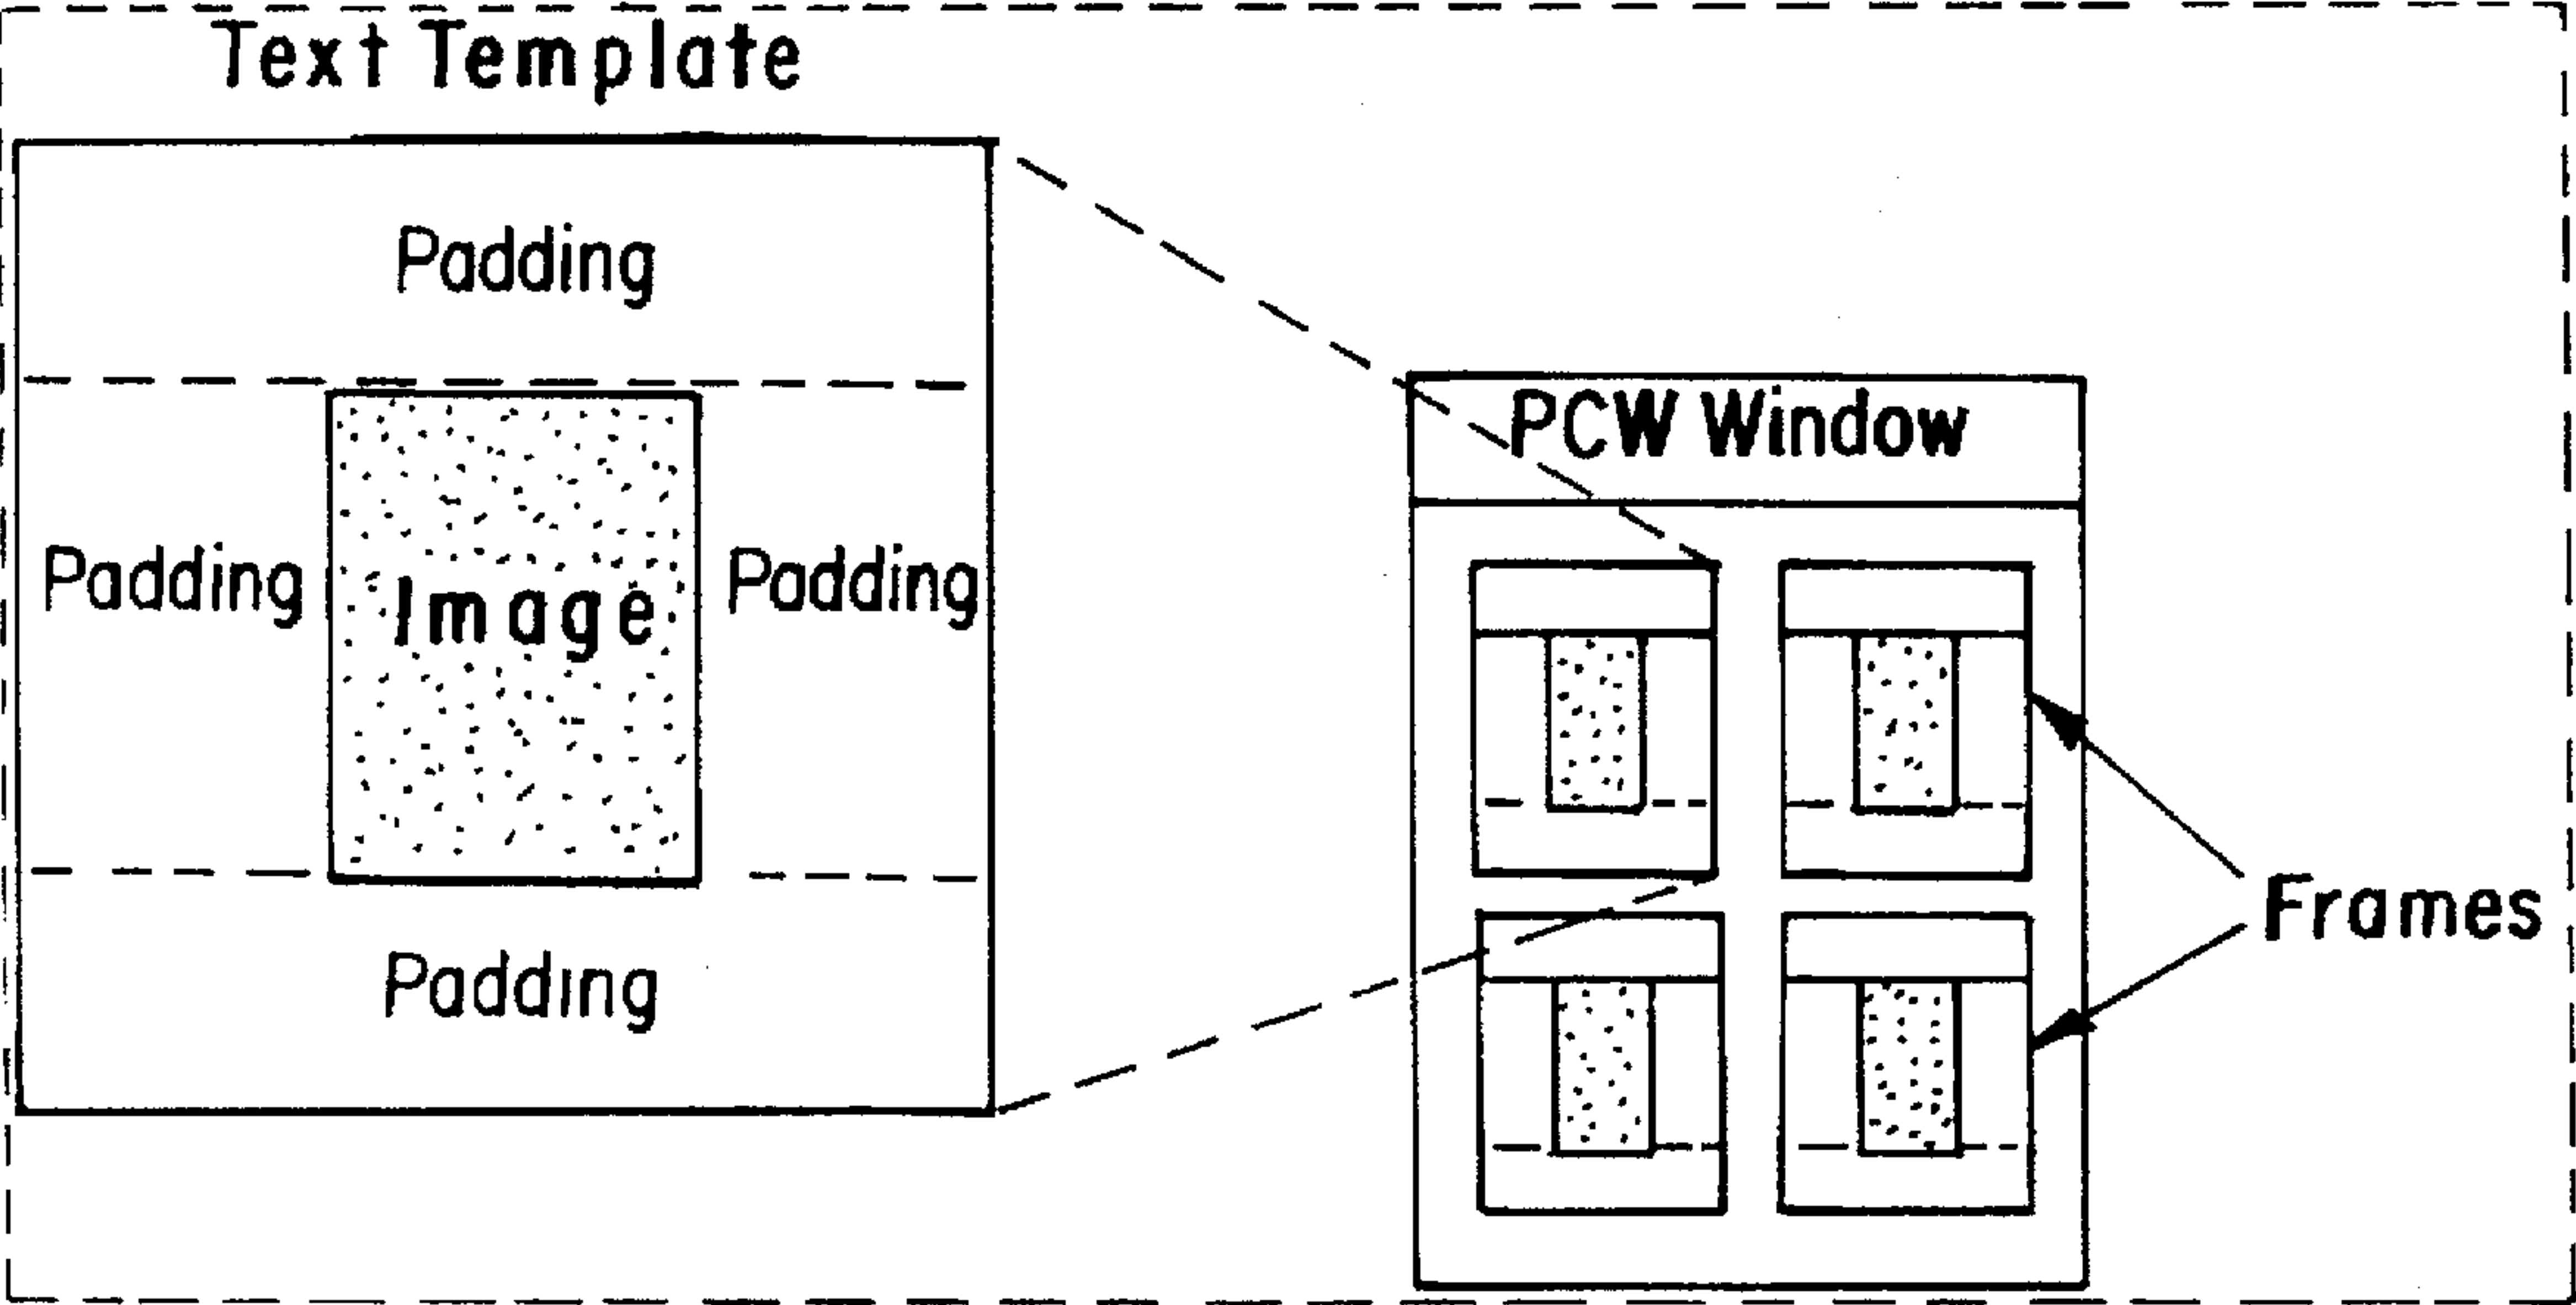 Text Template
Padding
Padding
Image
Padding
Padding
PCW Window
Frames